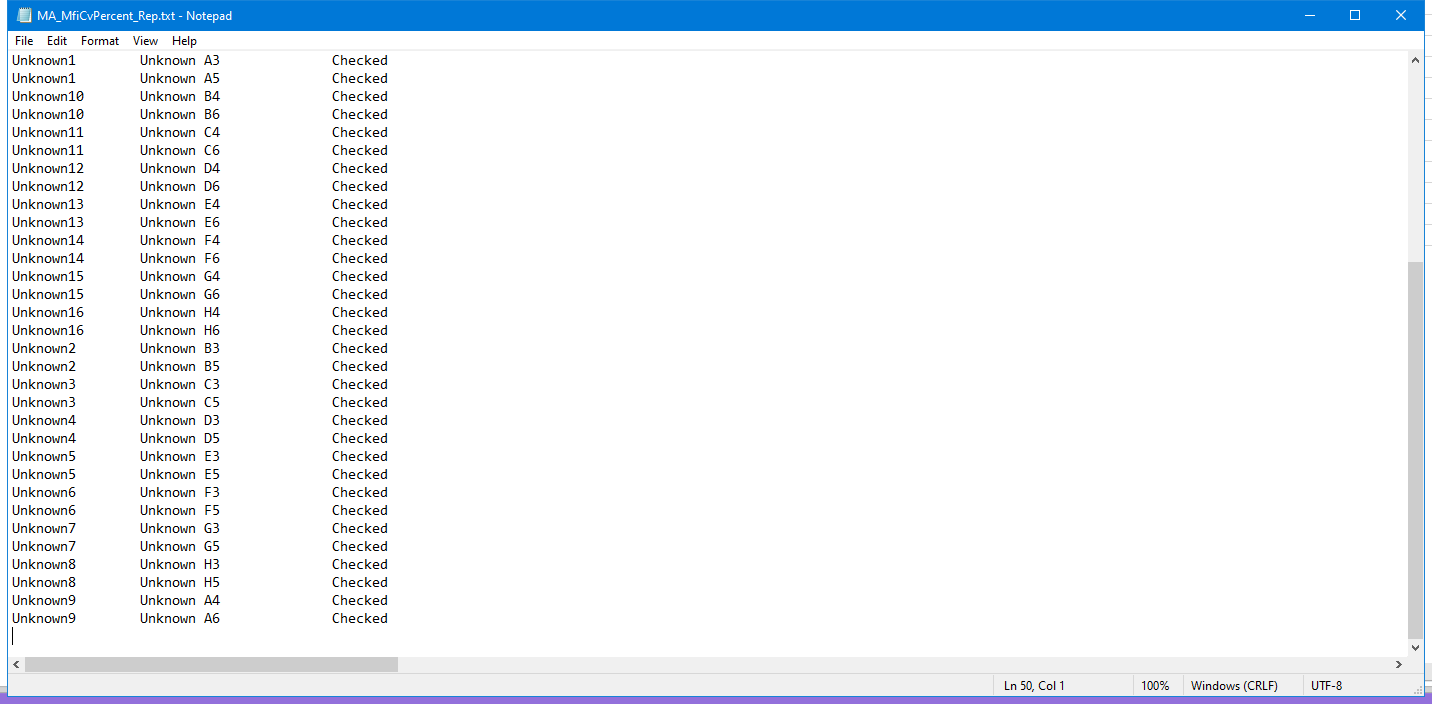 MA_MfiCvPercent_Rep.txt - Notepad
File Edit Format View Help
Unknown1 Unknown A3 Checked
Unknown1 Unknown A5 Checked
Unknown10 Unknown B4 Checked
Unknown10 Unknown B6 Checked
Unknown11 Unknown C4 Checked
Unknown11 Unknown C6 Checked
Unknown12 Unknown D4 Checked
Unknown12 Unknown D6 Checked
Unknown13 Unknown E4 Checked
Unknown13 Unknown E6 Checked
Unknown14 Unknown F4 Checked
Unknown14 Unknown F6 Checked
Unknown15 Unknown G4 Checked
Unknown15 Unknown G6 Checked
Unknown16 Unknown H4 Checked
Unknown16 Unknown H6 Checked
Unknown2 Unknown B3 Checked
Unknown2 Unknown B5 Checked
Unknown3 Unknown C3 Checked
Unknown3 Unknown C5 Checked
Unknown4 Unknown D3 Checked
Unknown4 Unknown D5 Checked
Unknown5 Unknown E3 Checked
Unknown5 Unknown E5 Checked
Unknown6 Unknown F3 Checked
Unknown6 Unknown F5 Checked
Unknown7 Unknown G3 Checked
Unknown7 Unknown G5 Checked
Unknown8 Unknown H3 Checked
Unknown8 Unknown H5 Checked
Unknown9 Unknown A4 Checked
Unknown9 Unknown A6 Checked
Ln 50, Col 1 100% Windows (CRLF) UTF-8